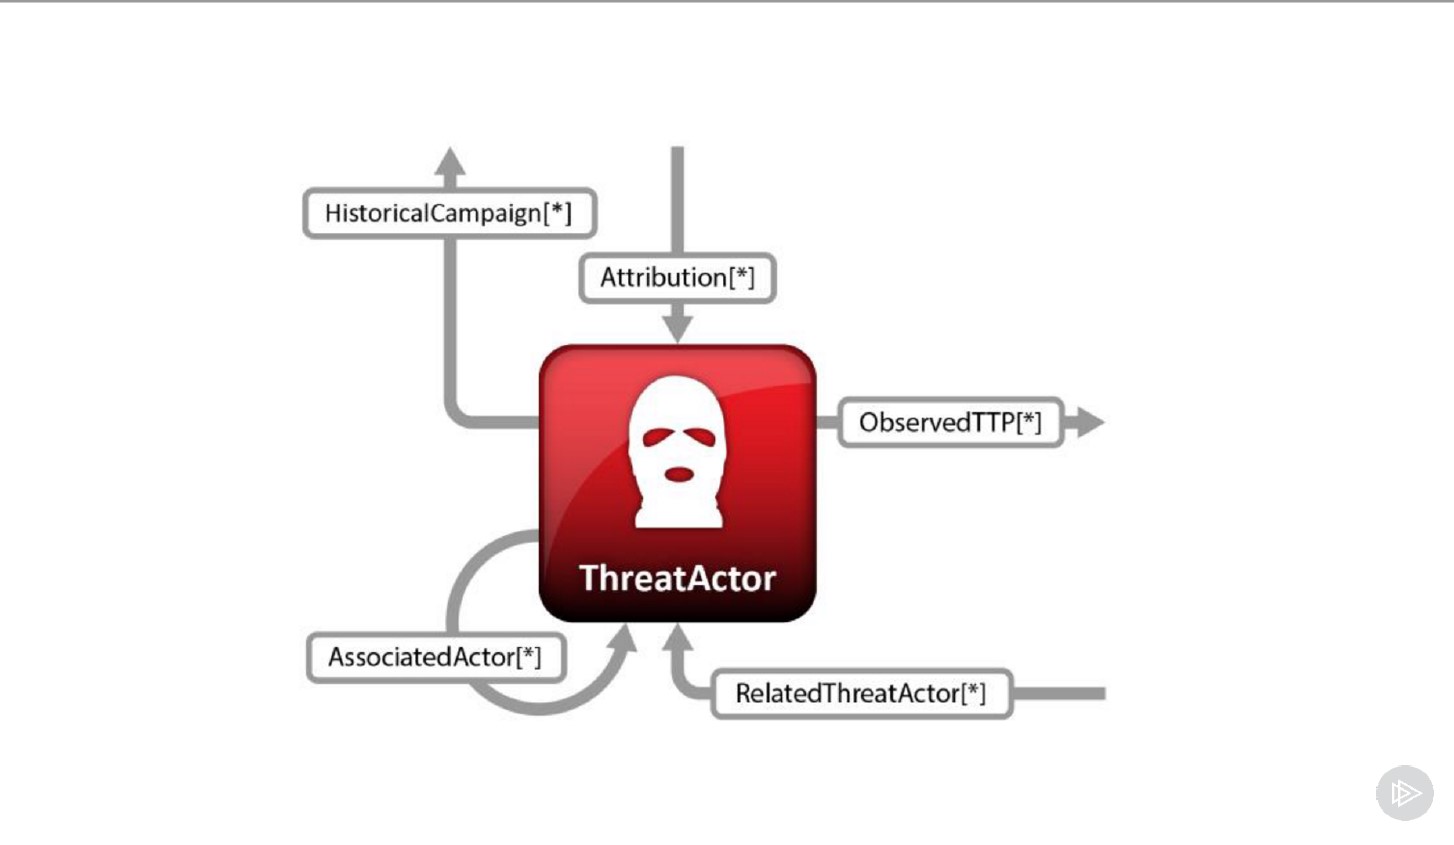 HistoricalCampaign[*]
Attribution[*]
ObservedTTP[*]
ThreatActor
AssociatedActor[*]
RelatedThreatActor[*]